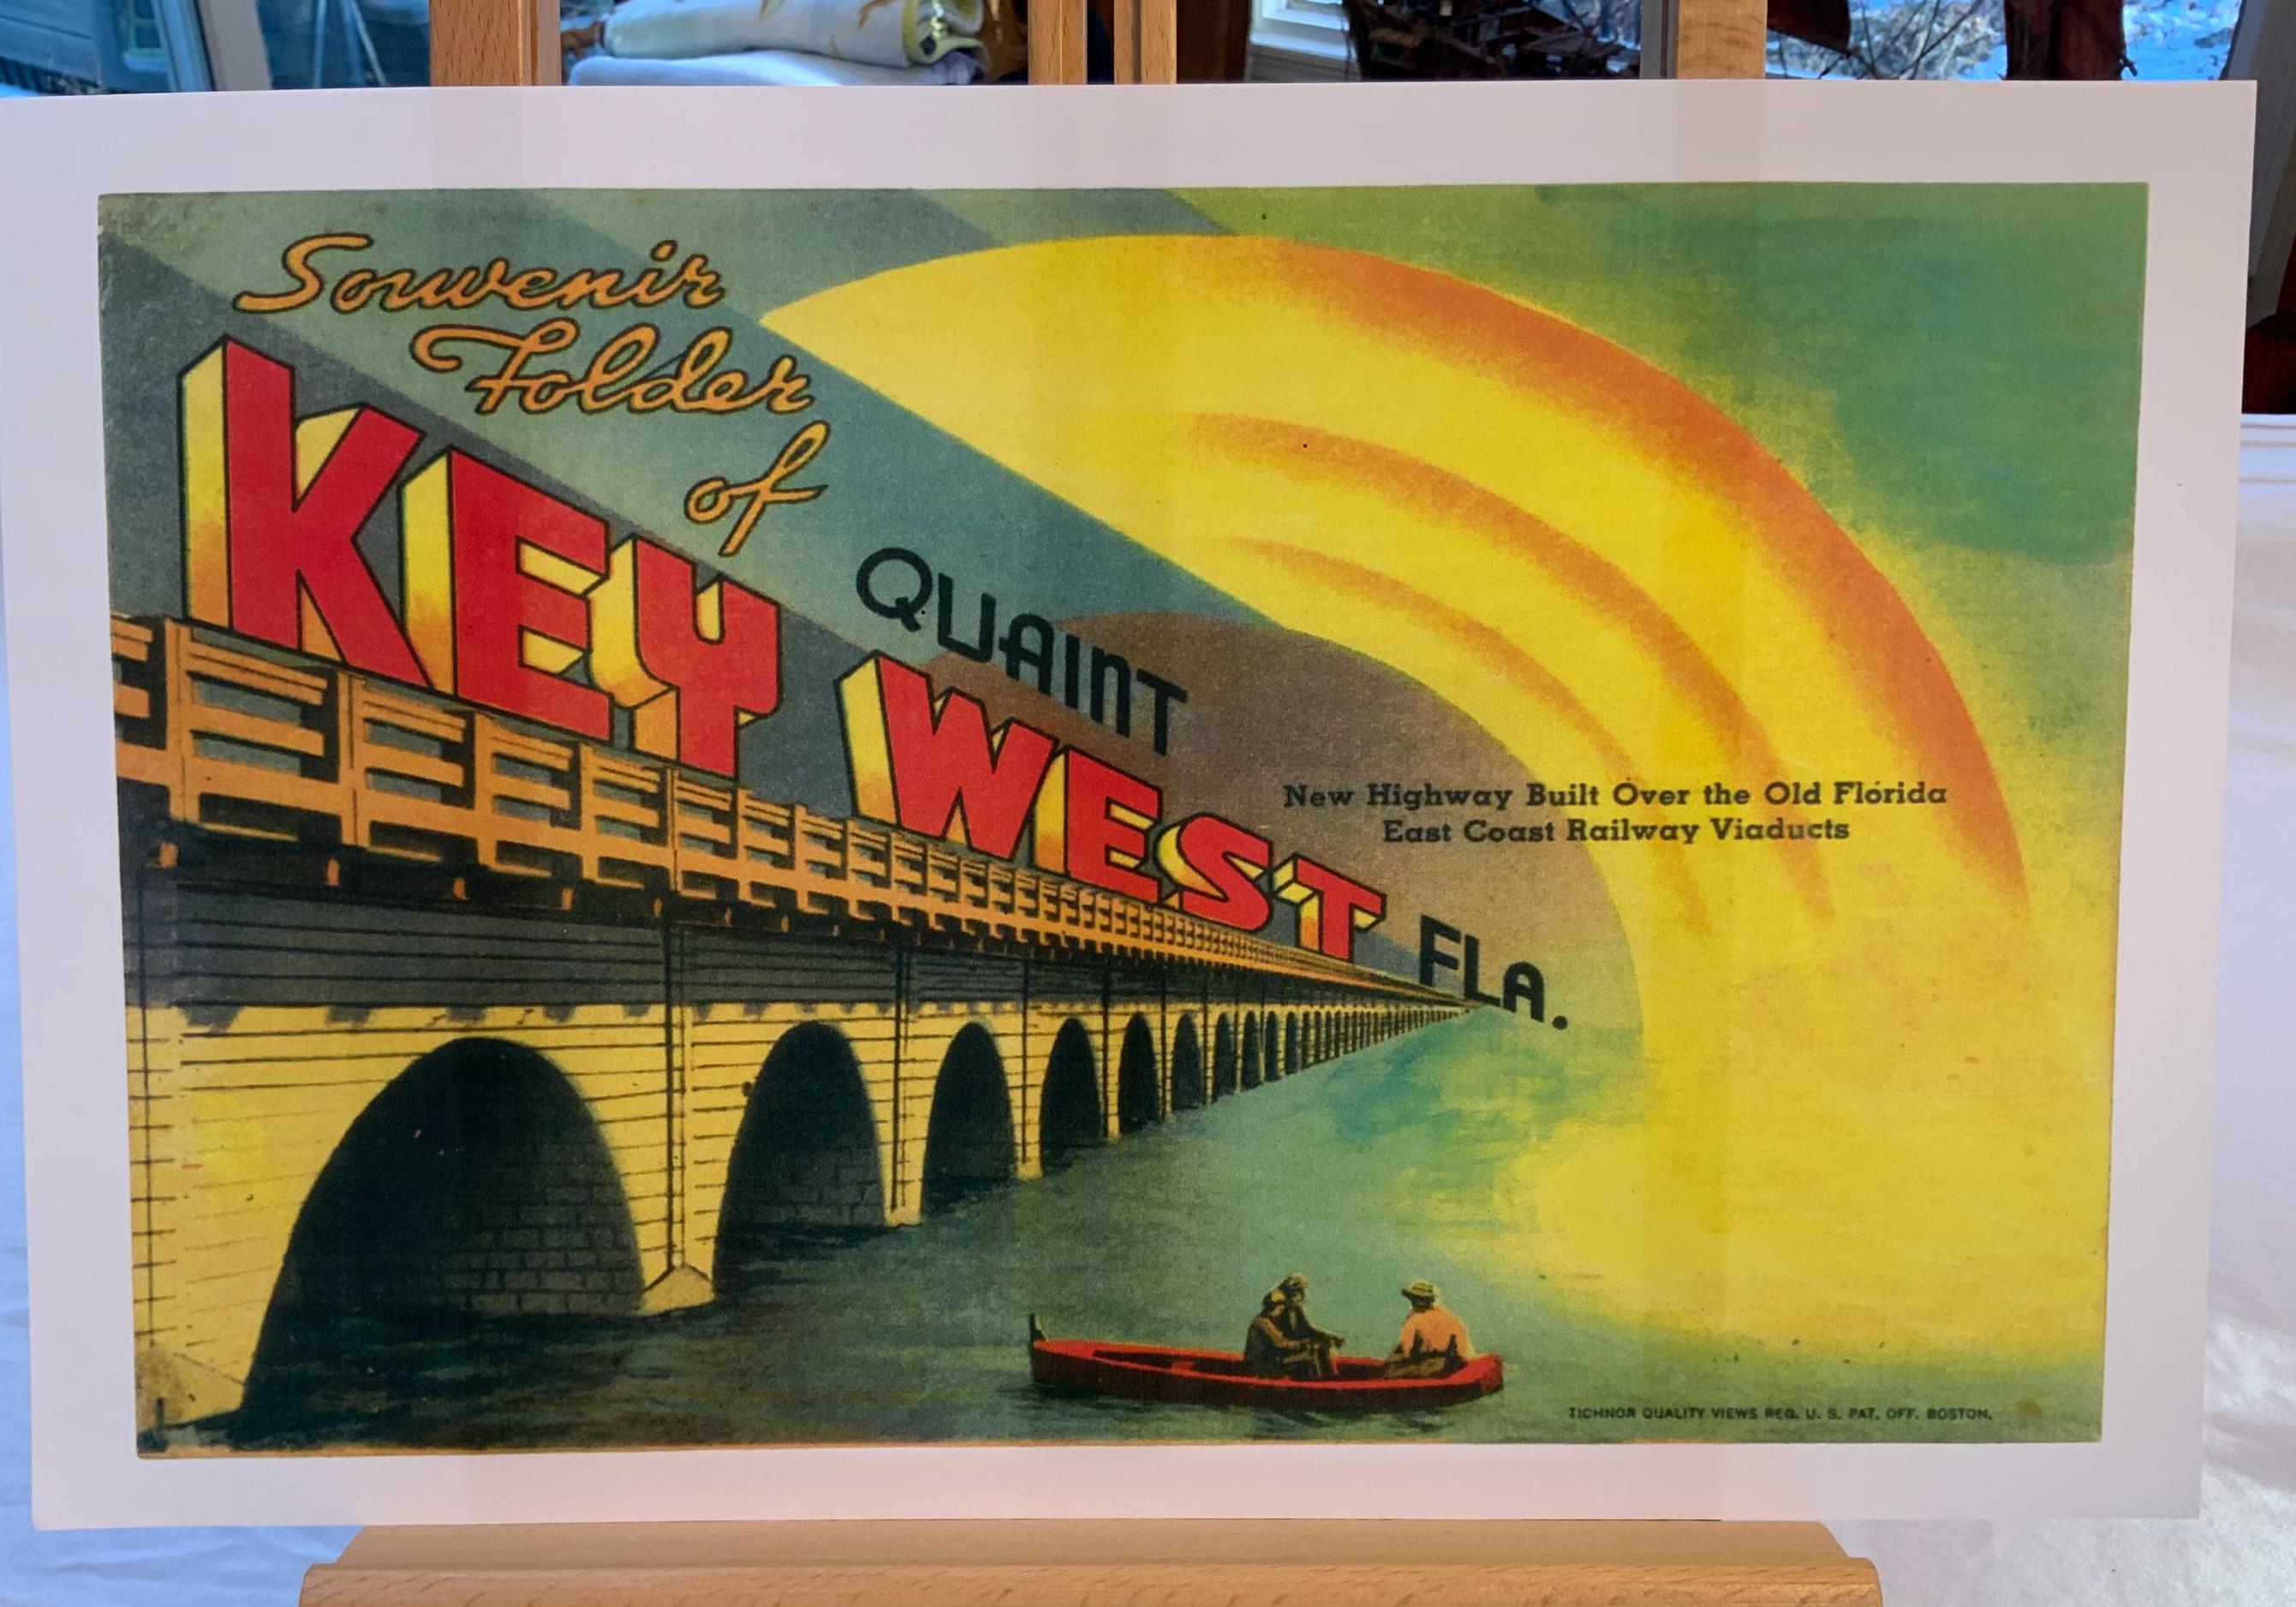 Souvenir
Folder
of
QUAINT
KEY WEST
FLA.
New Highway Built Over the Old Florida
East Coast Railway Viaducts
TICHNOR QUALITY VIEWS REG. U. S. PAT. OFF. BOSTON.